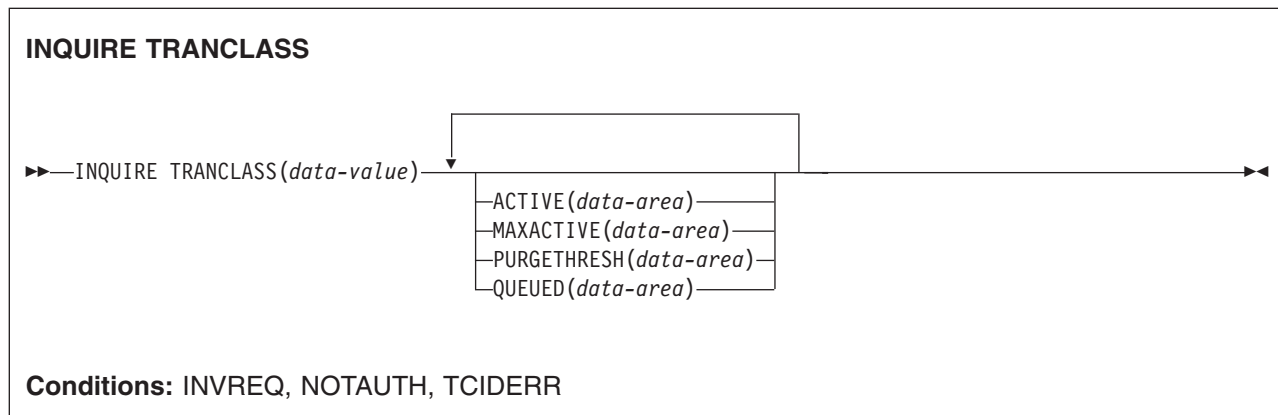 INQUIRE TRANCLASS
INQUIRE TRANCLASS(data-value)
ACTIVE(data-area)
MAXACTIVE(data-area)
PURGETHRESH(data-area)
QUEUED(data-area)
Conditions: INVREQ, NOTAUTH, TCIDERR